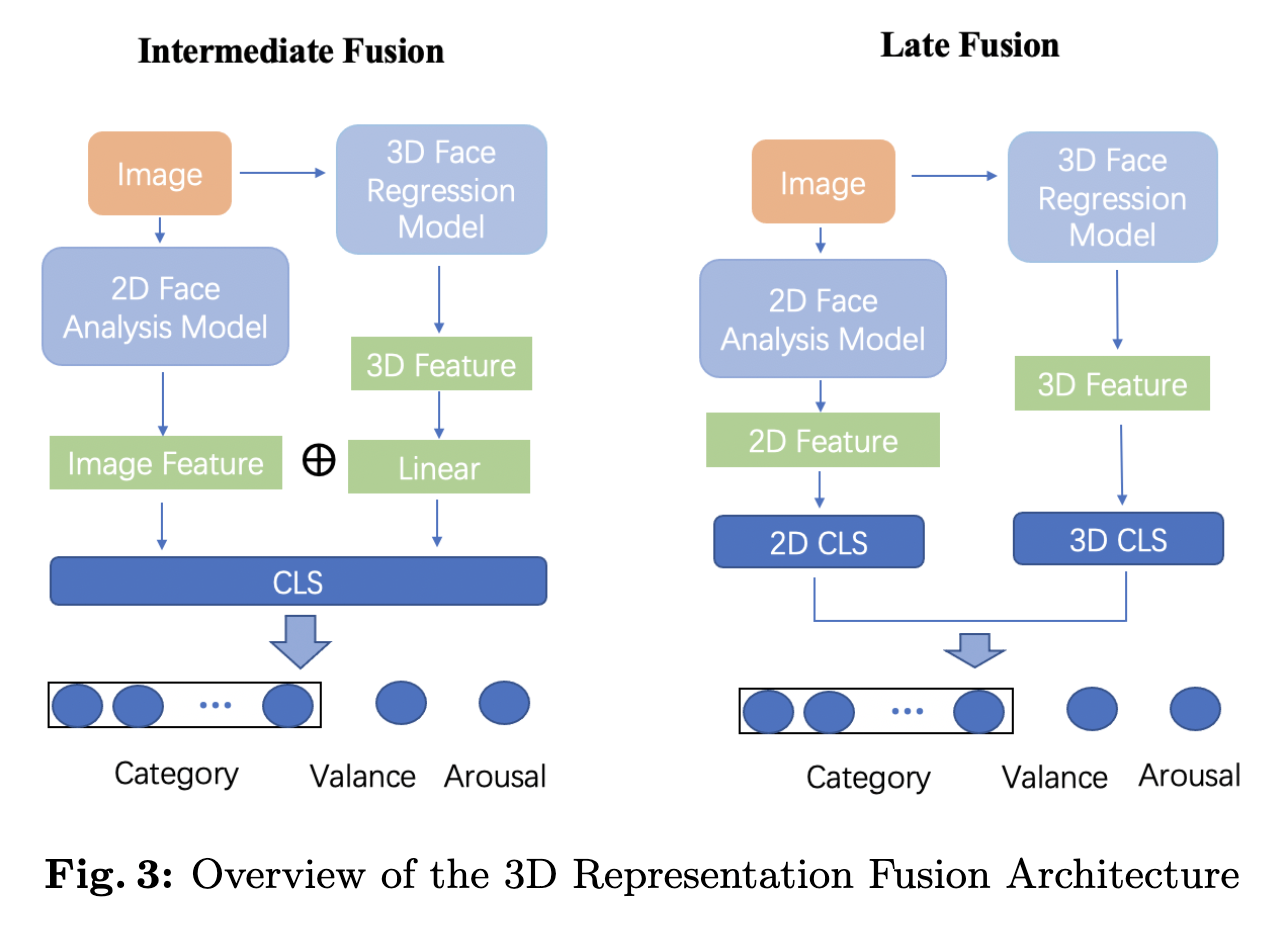 Intermediate Fusion
Image
3D Face
Regression
Model
2D Face
Analysis Model
3D Feature
Image Feature
⊕
Linear
CLS
...
Category
Valance
Arousal
Late Fusion
Image
3D Face
Regression
Model
2D Face
Analysis Model
3D Feature
2D Feature
2D CLS
3D CLS
...
Category
Valance
Arousal
Fig. 3: Overview of the 3D Representation Fusion Architecture